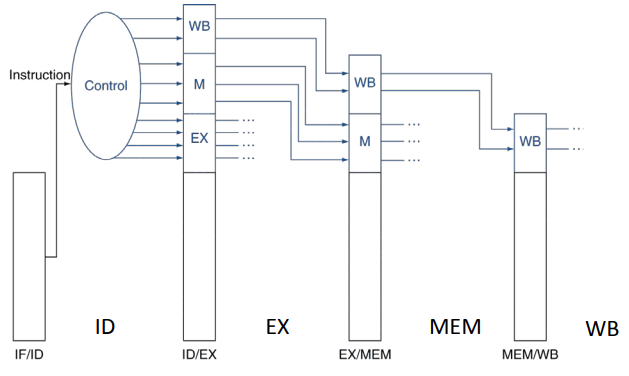 WB
Instruction
Control
M
WB
EX
...
...
...
...
M
...
...
...
WB
...
...
ID
EX
MEM
WB
IF/ID
ID/EX
EX/MEM
MEM/WB